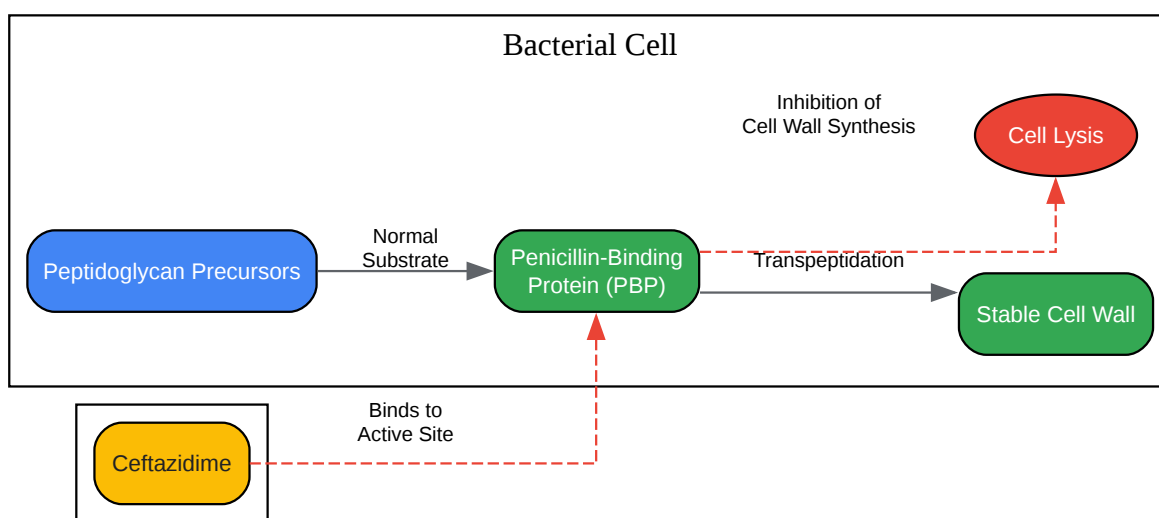 Bacterial Cell
Inhibition of
Cell Wall Synthesis
Cell Lysis
Normal
Substrate
Peptidoglycan Precursors
Penicillin-Binding
Protein (PBP)
Transpeptidation
Stable Cell Wall
Binds to
Active Site
Ceftazidime